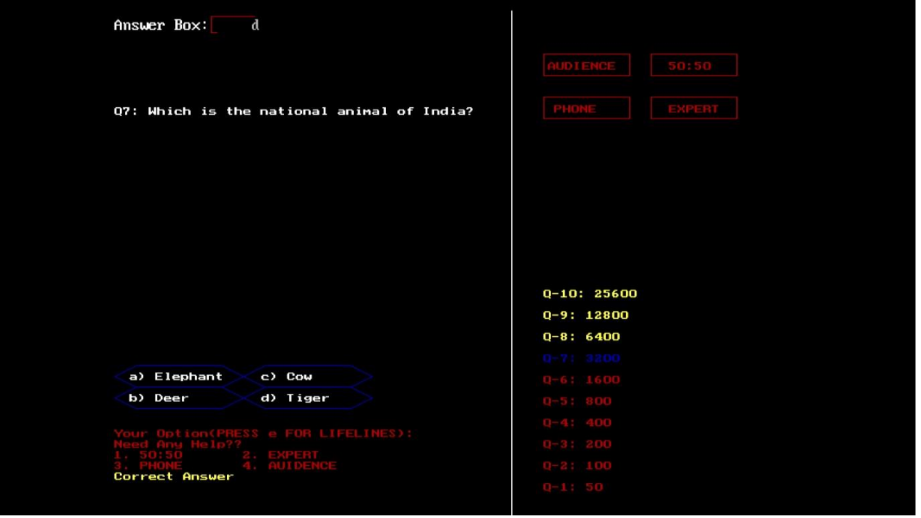 Answer Box: d
Q7: Which is the national animal of India?
a) Elephant c) Cow
b) Deer d) Tiger
Your Option(PRESS e FOR LIFELINES):
Need Any Help??
1. 50:50 2. EXPERT
3. PHONE 4. AUIDENCE
Correct Answer
AUDIENCE 50:50
PHONE EXPERT
Q-10: 25600
Q-9: 12800
Q-8: 6400
Q-7: 3200
Q-6: 1600
Q-5: 800
Q-4: 400
Q-3: 200
Q-2: 100
Q-1: 50